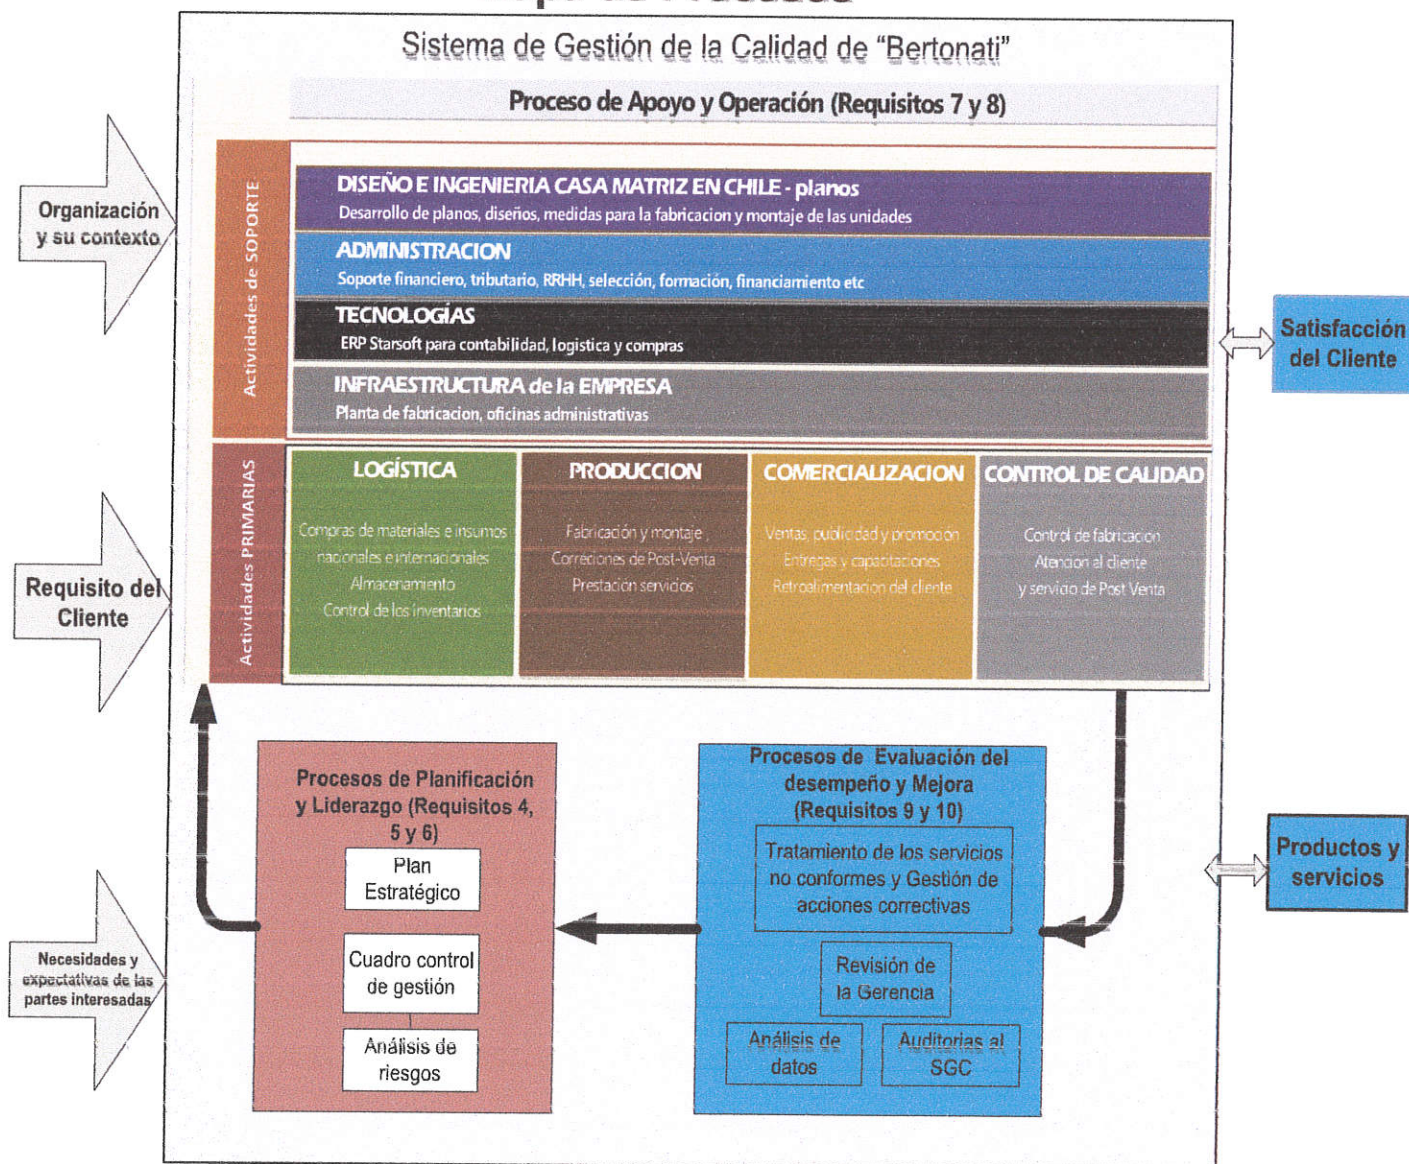 Sistema de Gestión de la Calidad de “Bertonati”
Proceso de Apoyo y Operación (Requisitos 7 y 8)
Organización
y su contexto
Requisito del
Cliente
Necesidades y
expectativas de las
partes interesadas
Actividades de SOPORTE
DISEÑO E INGENIERIA CASA MATRIZ EN CHILE - planos
Desarrollo de planos, diseños, medidas para la fabricacion y montaje de las unidades
ADMINISTRACION
Soporte financiero, tributario, RRHH, selección, formación, financiamiento etc
TECNOLOGÍAS
ERP Starsoft para contabilidad, logistica y compras
INFRAESTRUCTURA de la EMPRESA
Planta de fabricacion, oficinas administrativas
Actividades PRIMARIAS
LOGÍSTICA
Compras de materiales e insumos
nacionales e internacionales
Almacenamiento
Control de los inventarios
PRODUCCION
Fabricación y montaje
Correciones de Post-Venta
Prestación servicios
COMERCIALIZACION
Ventas, publicidad y promoción
Entregas y capacitaciones
Retroalimentacion del cliente
CONTROL DE CALIDAD
Control de fabricacion
Atencion al cliente
y servicio de Post Venta
Procesos de Planificación
y Liderazgo (Requisitos 4,
5 y 6)
Plan
Estratégico
Cuadro control
de gestión
Análisis de
riesgos
Procesos de Evaluación del
desempeño y Mejora
(Requisitos 9 y 10)
Tratamiento de los servicios
no conformes y Gestión de
acciones correctivas
Revisión de
la Gerencia
Análisis de
datos
Auditorias al
SGC
Satisfacción
del Cliente
Productos y
servicios